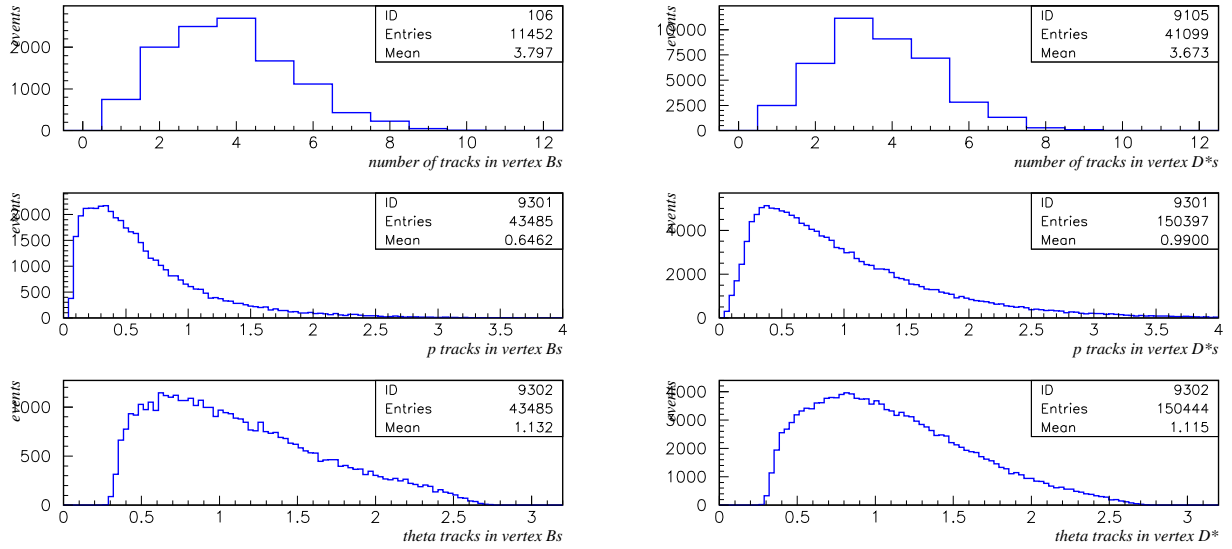 events
ID 106
Entries 11452
Mean 3.797
2000
0
0 2 4 6 8 10 12
number of tracks in vertex Bs
events
ID 9105
Entries 41099
Mean 3.673
10000
7500
5000
2500
0
0 2 4 6 8 10 12
number of tracks in vertex D*s
events
ID 9301
Entries 43485
Mean 0.6462
2000
1500
1000
500
0
0 0.5 1 1.5 2 2.5 3 3.5 4
p tracks in vertex Bs
events
ID 9301
Entries 150397
Mean 0.9900
4000
2000
0
0 0.5 1 1.5 2 2.5 3 3.5 4
p tracks in vertex D*s
events
ID 9302
Entries 43485
Mean 1.132
1000
500
0
0 0.5 1 1.5 2 2.5 3
theta tracks in vertex Bs
events
ID 9302
Entries 150444
Mean 1.115
4000
3000
2000
1000
0
0 0.5 1 1.5 2 2.5 3
theta tracks in vertex D*